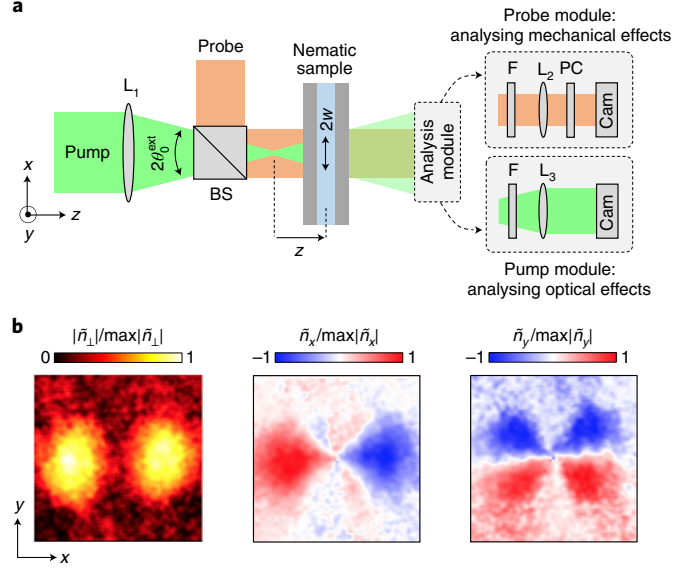 a
Probe
Nematic
sample
Probe module:
analysing mechanical effects
L1
F
L2
PC
Cam
Pump
2θ0ext
2w
Analysis
module
BS
x
y
z
z
F
L3
Cam
Pump module:
analysing optical effects
b
|ñ⊥|/max|ñ⊥|
0
1
ñx/max|ñx|
−1
1
ñy/max|ñy|
−1
1
y
x